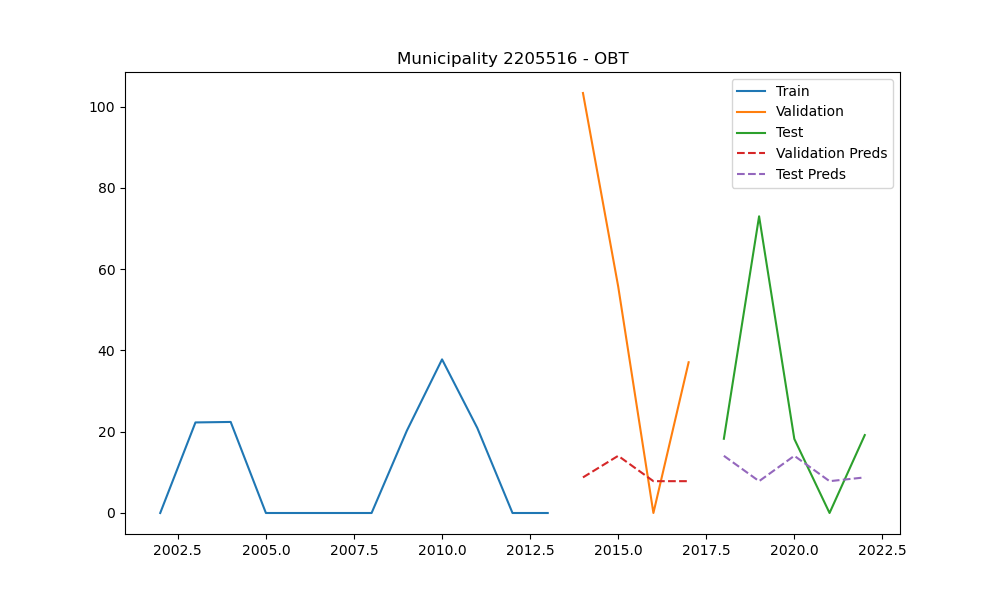 Municipality 2205516 - OBT
Train
Validation
Test
Validation Preds
Test Preds
100
80
60
40
20
0
2002.5 2005.0 2007.5 2010.0 2012.5 2015.0 2017.5 2020.0 2022.5